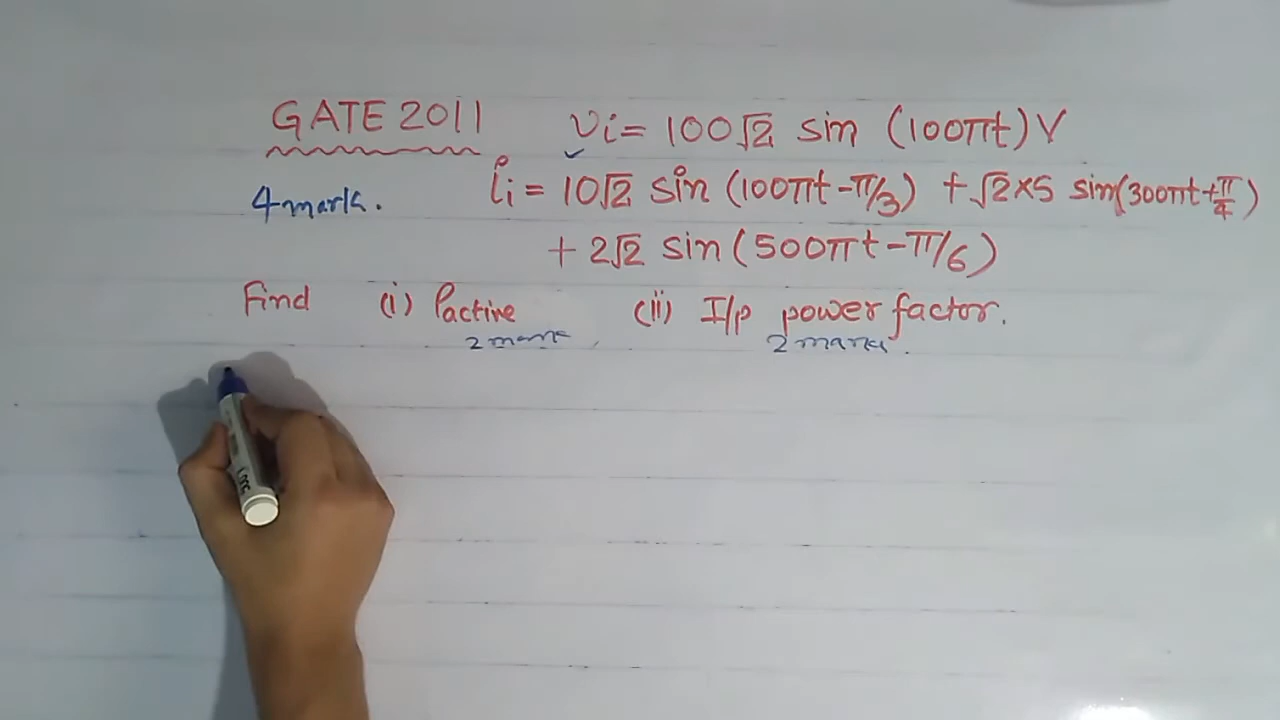 GATE 2011 vi = 100√2 sin (100πt) V
4 mark. ii = 10√2 sin (100πt - π/3) + √2×5 sin(300πt + π/4)
+ 2√2 sin (500πt - π/6)
Find (i) Pactive (ii) I/p power factor.
2 mark, 2 marks.